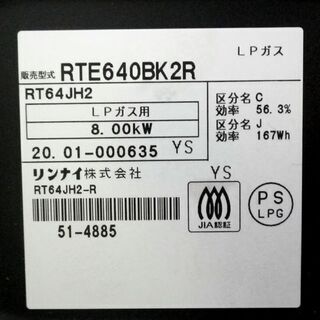 LPガス
販売型式 RTE640BK2R
RT64JH2
LPガス用
8.00kW
区分名 C
効率 56.3%
区分名 J
効率 167Wh
20.01-000635 YS
リンナイ株式会社
RT64JH2-R
51-4885
YS
JIA認証
PS
LPG